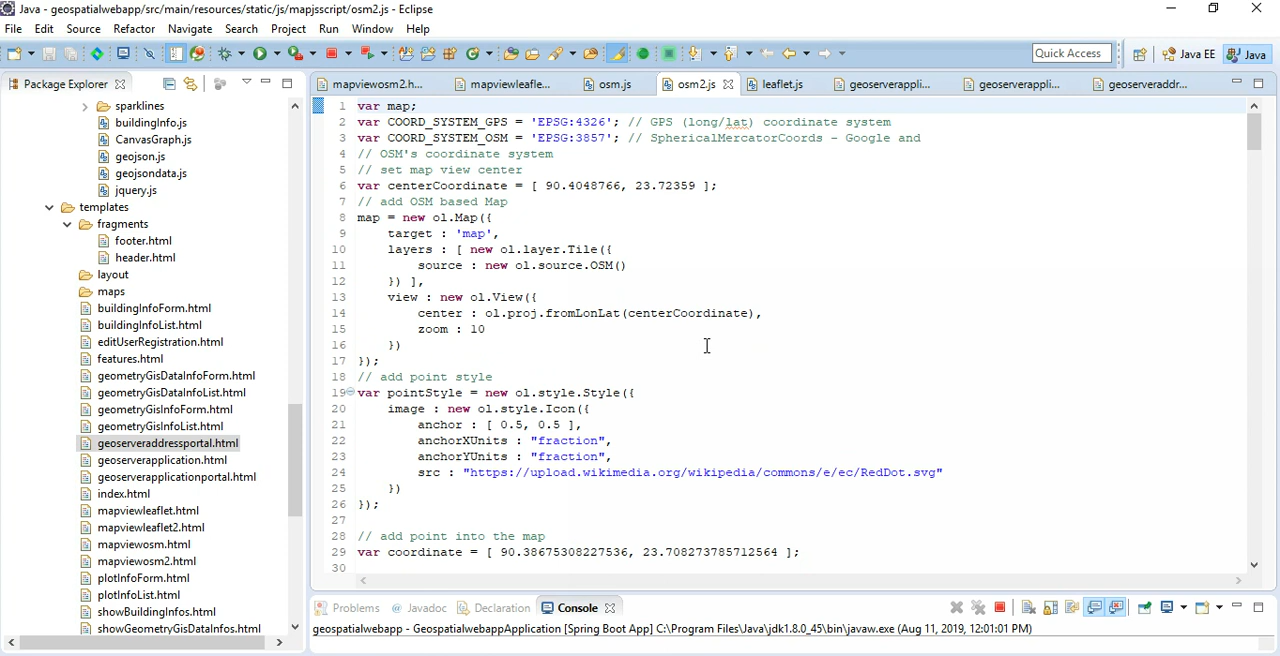 Java - geospatialwebapp/src/main/resources/static/js/mapjsscript/osm2.js - Eclipse
File Edit Source Refactor Navigate Search Project Run Window Help
Quick Access Java EE Java
Package Explorer
mapviewosm2.h... mapviewleafle... osm.js osm2.js leaflet.js geoserverappli... geoserverappli... geoserveraddr...
sparklines
buildingInfo.js
CanvasGraph.js
geojson.js
geojsondata.js
jquery.js
templates
fragments
footer.html
header.html
layout
maps
buildingInfoForm.html
buildingInfoList.html
editUserRegistration.html
features.html
geometryGisDataInfoForm.html
geometryGisDataInfoList.html
geometryGisInfoForm.html
geometryGisInfoList.html
geoserveraddressportal.html
geoserverapplication.html
geoserverapplicationportal.html
index.html
mapviewleaflet.html
mapviewleaflet2.html
mapviewosm.html
mapviewosm2.html
plotInfoForm.html
plotInfoList.html
showBuildingInfos.html
showGeometryGisDataInfos.html
1 var map;
2 var COORD_SYSTEM_GPS = 'EPSG:4326'; // GPS (long/lat) coordinate system
3 var COORD_SYSTEM_OSM = 'EPSG:3857'; // SphericalMercatorCoords - Google and
4 // OSM's coordinate system
5 // set map view center
6 var centerCoordinate = [ 90.4048766, 23.72359 ];
7 // add OSM based Map
8 map = new ol.Map({
9 target : 'map',
10 layers : [ new ol.layer.Tile({
11 source : new ol.source.OSM()
12 }) ],
13 view : new ol.View({
14 center : ol.proj.fromLonLat(centerCoordinate),
15 zoom : 10
16 })
17 });
18 // add point style
19 var pointStyle = new ol.style.Style({
20 image : new ol.style.Icon({
21 anchor : [ 0.5, 0.5 ],
22 anchorXUnits : "fraction",
23 anchorYUnits : "fraction",
24 src : "https://upload.wikimedia.org/wikipedia/commons/e/ec/RedDot.svg"
25 })
26 });
27
28 // add point into the map
29 var coordinate = [ 90.38675308227536, 23.708273785712564 ];
30
Problems Javadoc Declaration Console
geospatialwebapp - GeospatialwebappApplication [Spring Boot App] C:\Program Files\Java\jdk1.8.0_45\bin\javaw.exe (Aug 11, 2019, 12:01:01 PM)